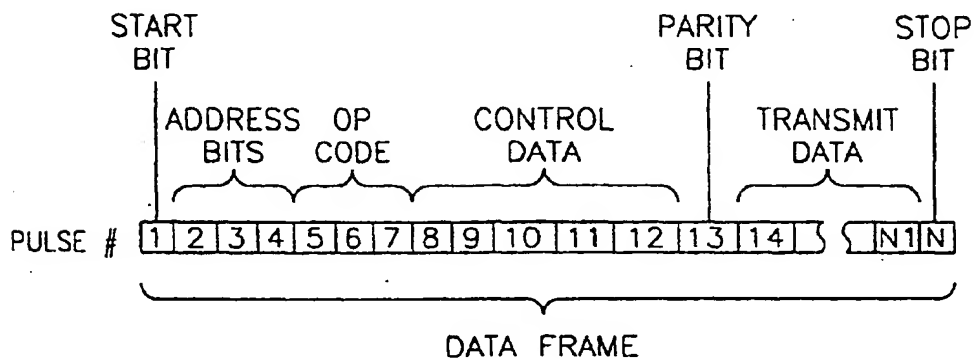 START BIT
PARITY BIT
STOP BIT
ADDRESS BITS
OP CODE
CONTROL DATA
TRANSMIT DATA
PULSE # 1 2 3 4 5 6 7 8 9 10 11 12 13 14 N1 N
DATA FRAME